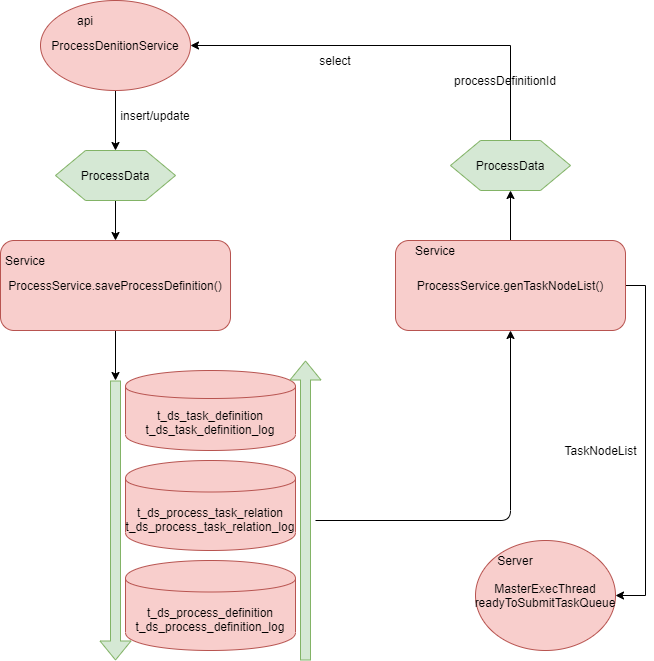 api
ProcessDenitionService
select
processDefinitionId
insert/update
ProcessData
ProcessData
Service
ProcessService.saveProcessDefinition()
Service
ProcessService.genTaskNodeList()
t_ds_task_definition
t_ds_task_definition_log
TaskNodeList
t_ds_process_task_relation
t_ds_process_task_relation_log
Server
MasterExecThread
readyToSubmitTaskQueue
t_ds_process_definition
t_ds_process_definition_log